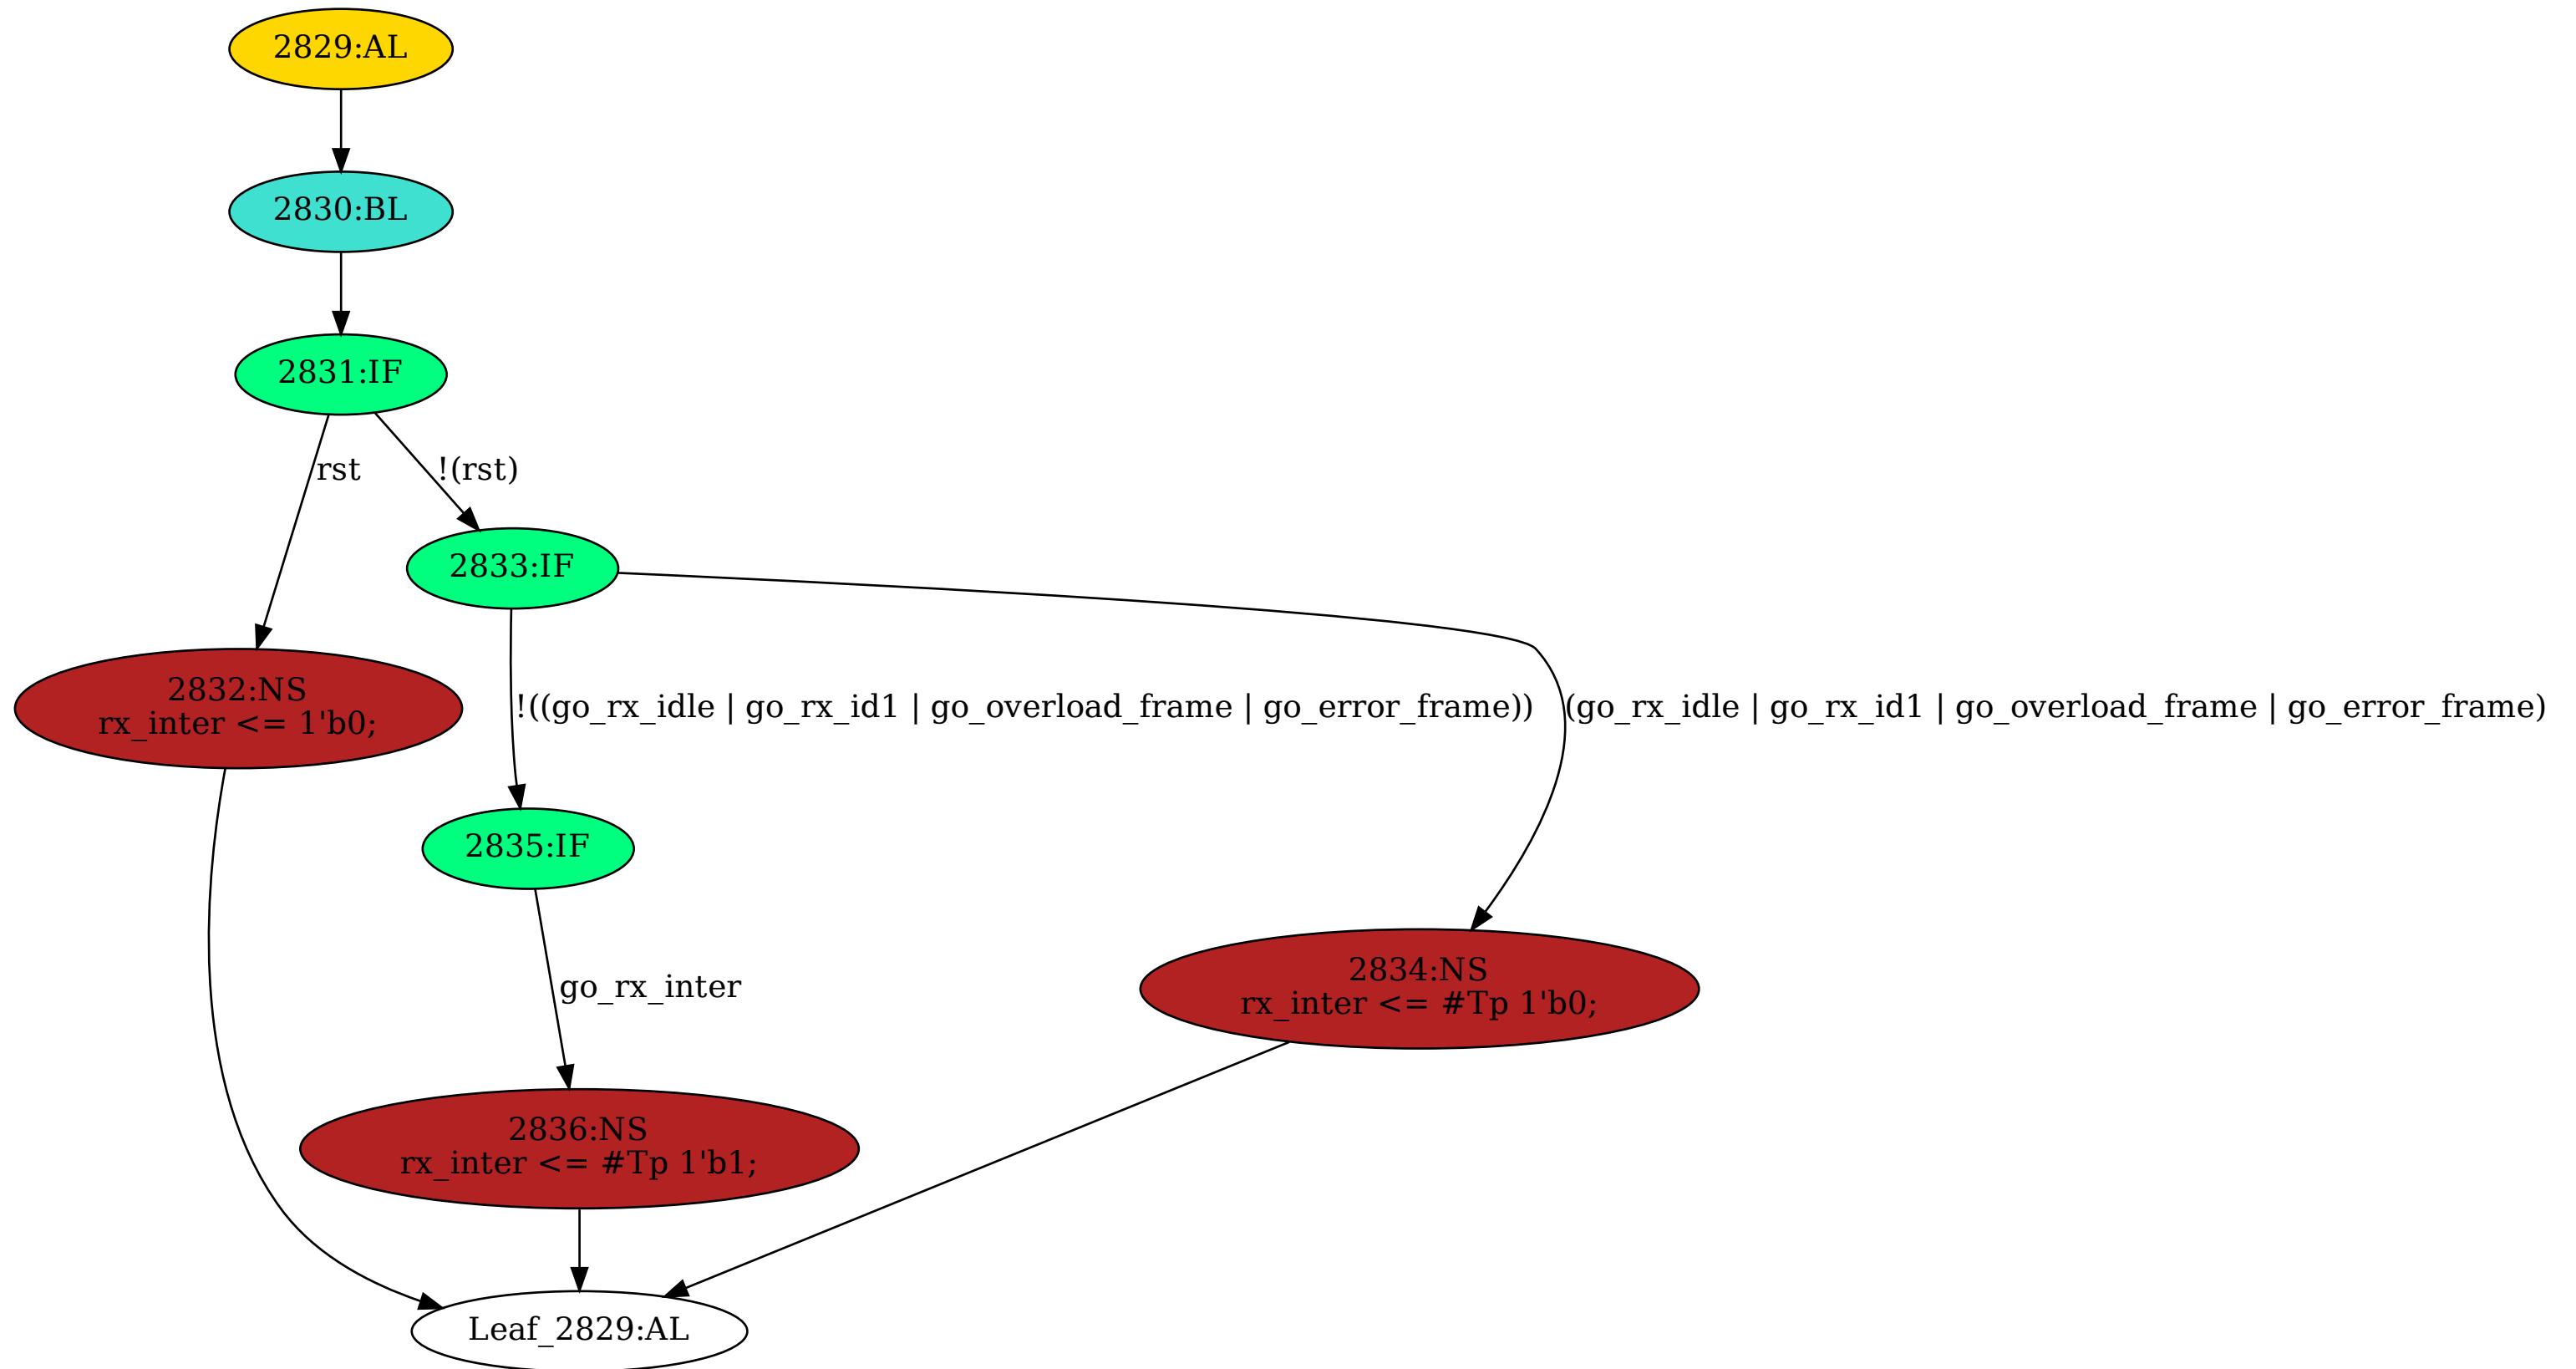 2829:AL
2830:BL
2831:IF
rst
!(rst)
2833:IF
2832:NS
rx_inter <= 1'b0;
!((go_rx_idle | go_rx_id1 | go_overload_frame | go_error_frame))
(go_rx_idle | go_rx_id1 | go_overload_frame | go_error_frame)
2835:IF
2834:NS
rx_inter <= #Tp 1'b0;
go_rx_inter
2836:NS
rx_inter <= #Tp 1'b1;
Leaf_2829:AL